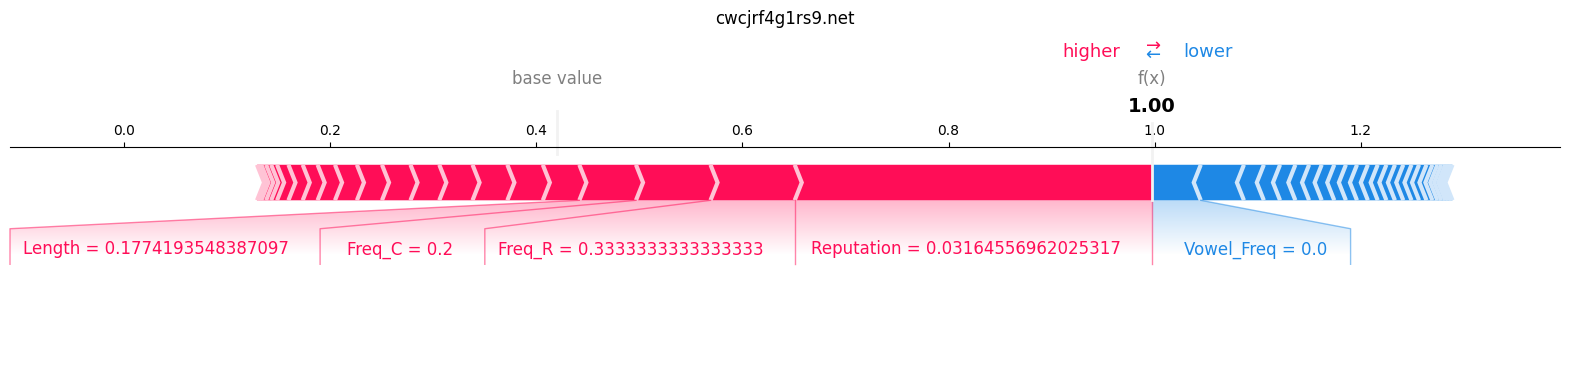 cwcjrf4g1rs9.net
higher ⇄ lower
base value f(x)
1.00
0.0 0.2 0.4 0.6 0.8 1.0 1.2
Length = 0.1774193548387097 Freq_C = 0.2 Freq_R = 0.3333333333333333 Reputation = 0.03164556962025317 Vowel_Freq = 0.0